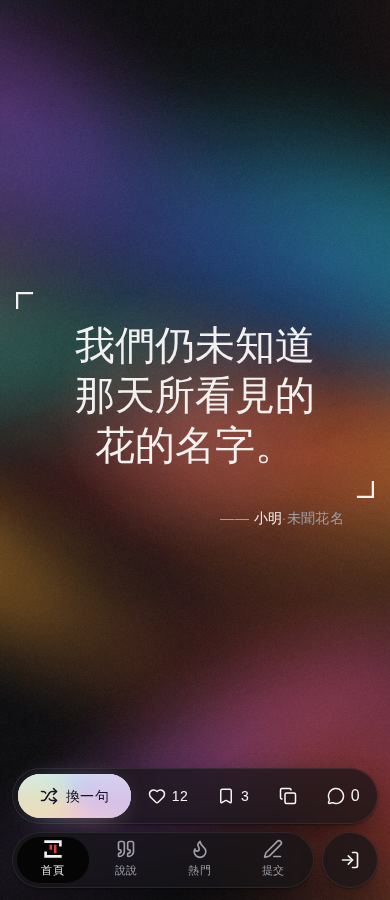 我們仍未知道
那天所看見的
花的名字。
—— 小明·未聞花名
換一句
12
3
0
首頁
說說
熱門
提交